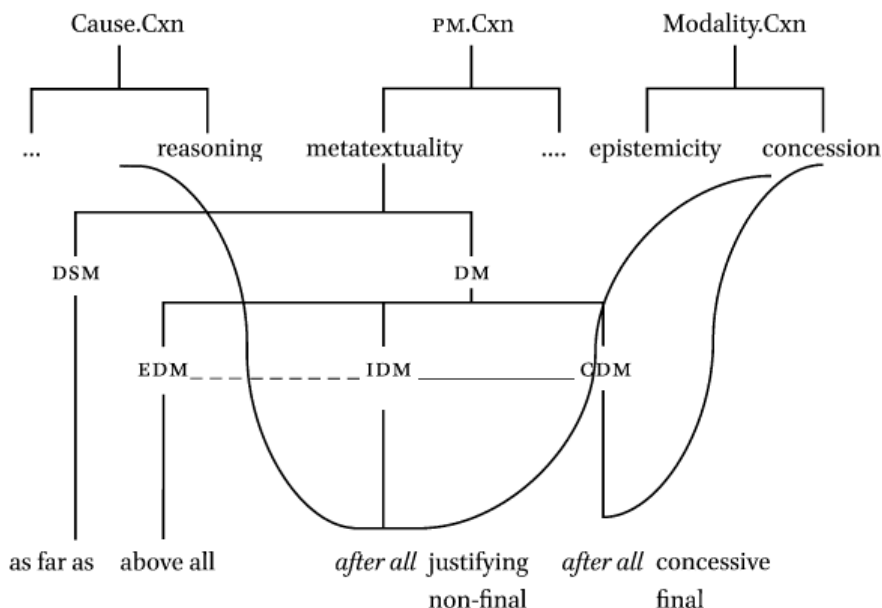 Cause.Cxn PM.Cxn Modality.Cxn
... reasoning metatextuality .... epistemicity concession
DSM DM
EDM IDM CDM
as far as above all after all justifying after all concessive
non-final final